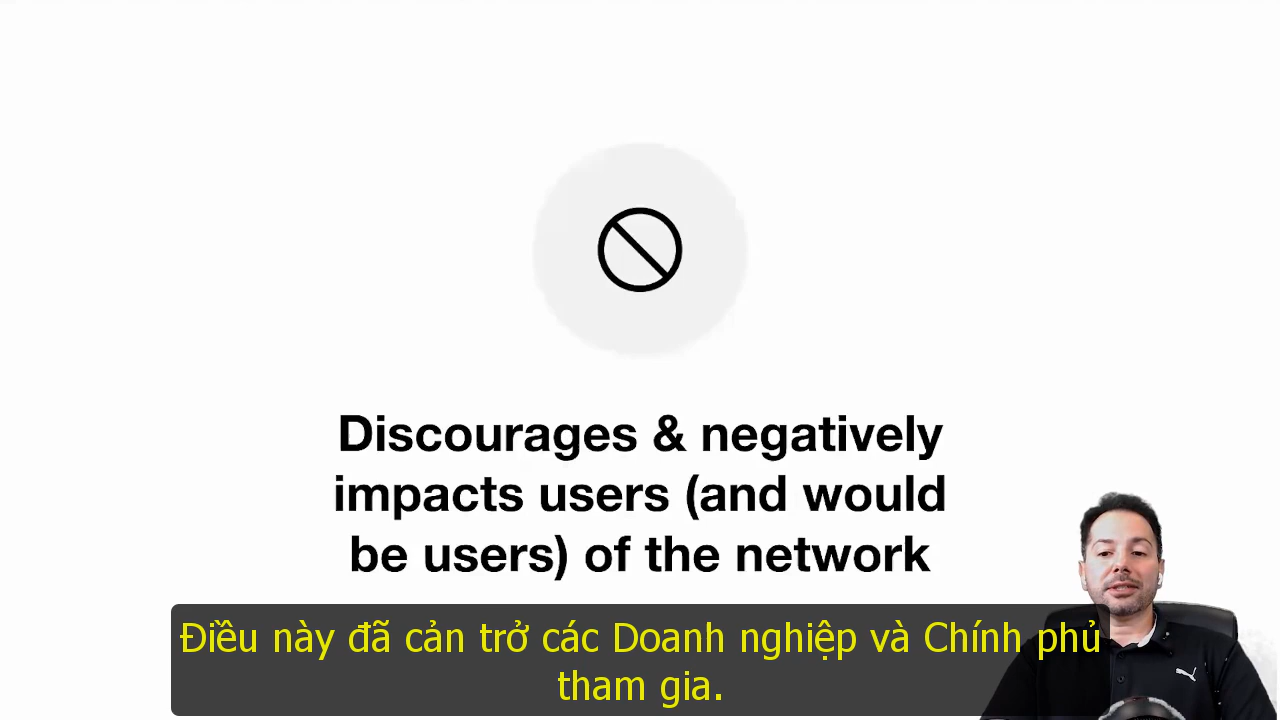 Discourages & negatively
impacts users (and would
be users) of the network
Điều này đã cản trở các Doanh nghiệp và Chính phủ
tham gia.